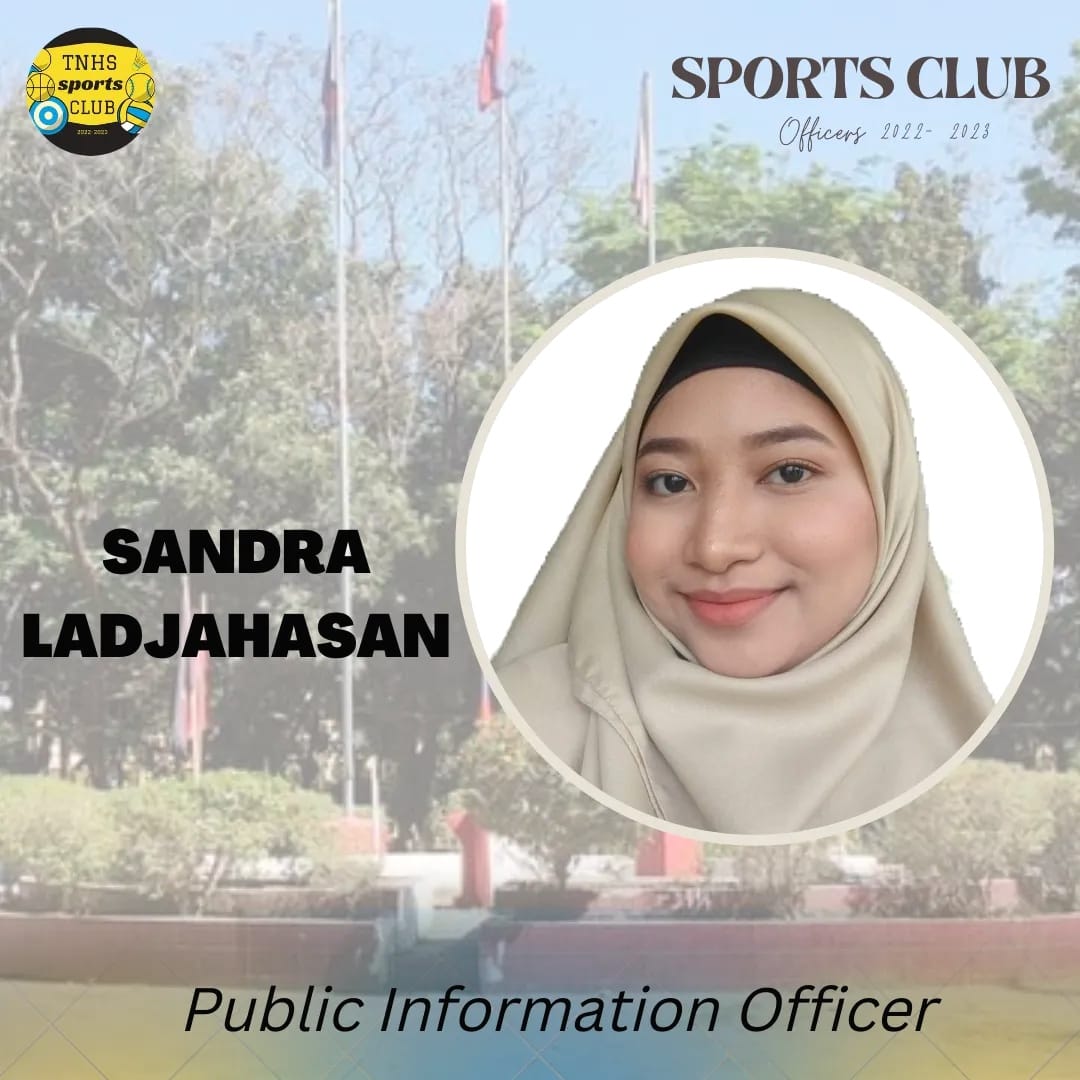 TNHS
sports
CLUB
2022-2023
SPORTS CLUB
Officers 2022- 2023
SANDRA
LADJAHASAN
Public Information Officer